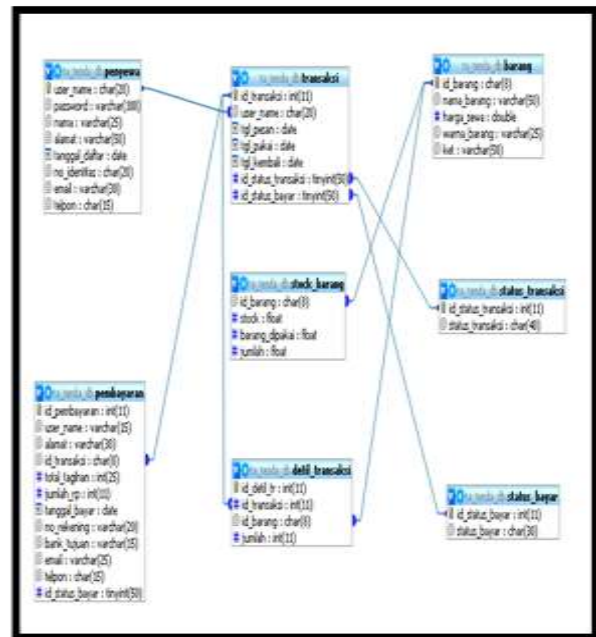 penyewa
user_name : char(20)
password : varchar(100)
nama : varchar(25)
alamat : varchar(50)
tanggal_daftar : date
no_identitas : char(20)
email : varchar(30)
telpon : char(15)
transaksi
id_transaksi : int(11)
user_name : char(20)
tgl_pesan : date
tgl_pakai : date
tgl_kembali : date
id_status_transaksi : tinyint(50)
id_status_bayar : tinyint(50)
barang
id_barang : char(8)
nama_barang : varchar(50)
harga_sewa : double
warna_barang : varchar(25)
ket : varchar(50)
stock_barang
id_barang : char(8)
stock : float
barang_dipakai : float
jumlah : float
status_transaksi
id_status_transaksi : int(11)
status_transaksi : char(40)
pembayaran
id_pembayaran : int(11)
user_name : varchar(15)
alamat : varchar(30)
id_transaksi : char(8)
total_tagihan : int(25)
jumlah_rp : int(11)
tanggal_bayar : date
no_rekening : varchar(20)
bank_tujuan : varchar(15)
email : varchar(25)
telpon : char(15)
id_status_bayar : tinyint(50)
detil_transaksi
id_detil_tr : int(11)
id_transaksi : int(11)
id_barang : char(8)
jumlah : int(11)
status_bayar
id_status_bayar : int(11)
status_bayar : char(30)